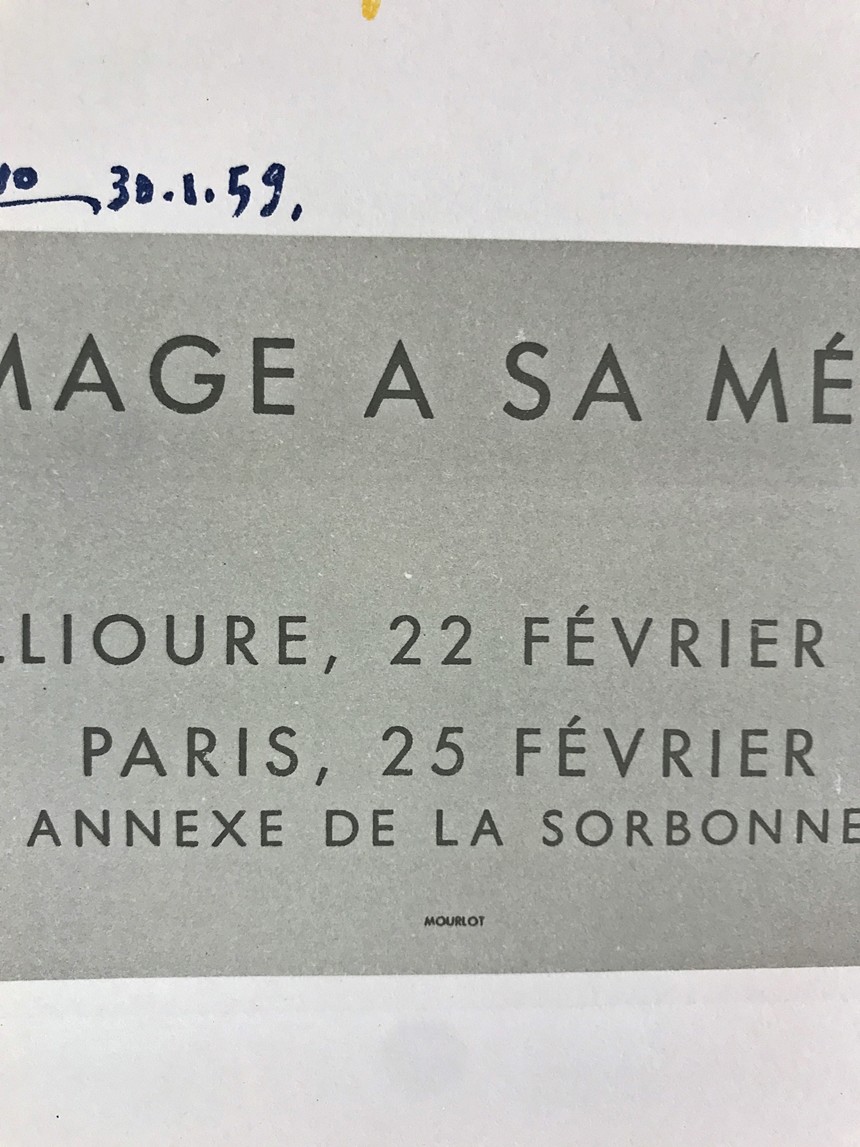 30.1.59.
MAGE A SA MÉ
LLIOURE, 22 FÉVRIER
PARIS, 25 FÉVRIER
ANNEXE DE LA SORBONNE
MOURLOT